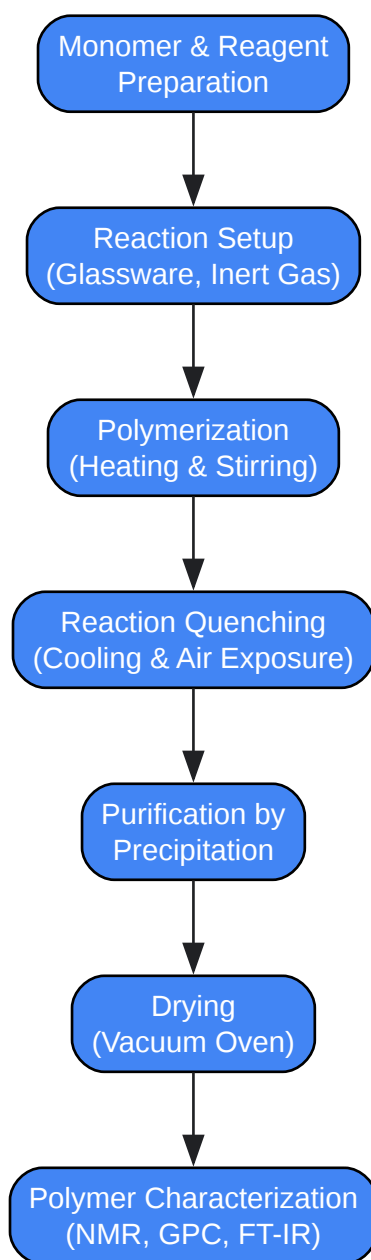 Monomer & Reagent
Preparation
Reaction Setup
(Glassware, Inert Gas)
Polymerization
(Heating & Stirring)
Reaction Quenching
(Cooling & Air Exposure)
Purification by
Precipitation
Drying
(Vacuum Oven)
Polymer Characterization
(NMR, GPC, FT-IR)